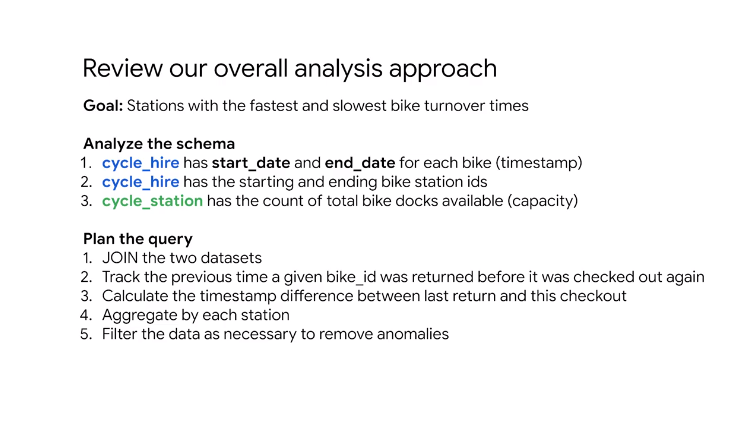 Review our overall analysis approach
Goal: Stations with the fastest and slowest bike turnover times
Analyze the schema
1. cycle_hire has start_date and end_date for each bike (timestamp)
2. cycle_hire has the starting and ending bike station ids
3. cycle_station has the count of total bike docks available (capacity)
Plan the query
1. JOIN the two datasets
2. Track the previous time a given bike_id was returned before it was checked out again
3. Calculate the timestamp difference between last return and this checkout
4. Aggregate by each station
5. Filter the data as necessary to remove anomalies